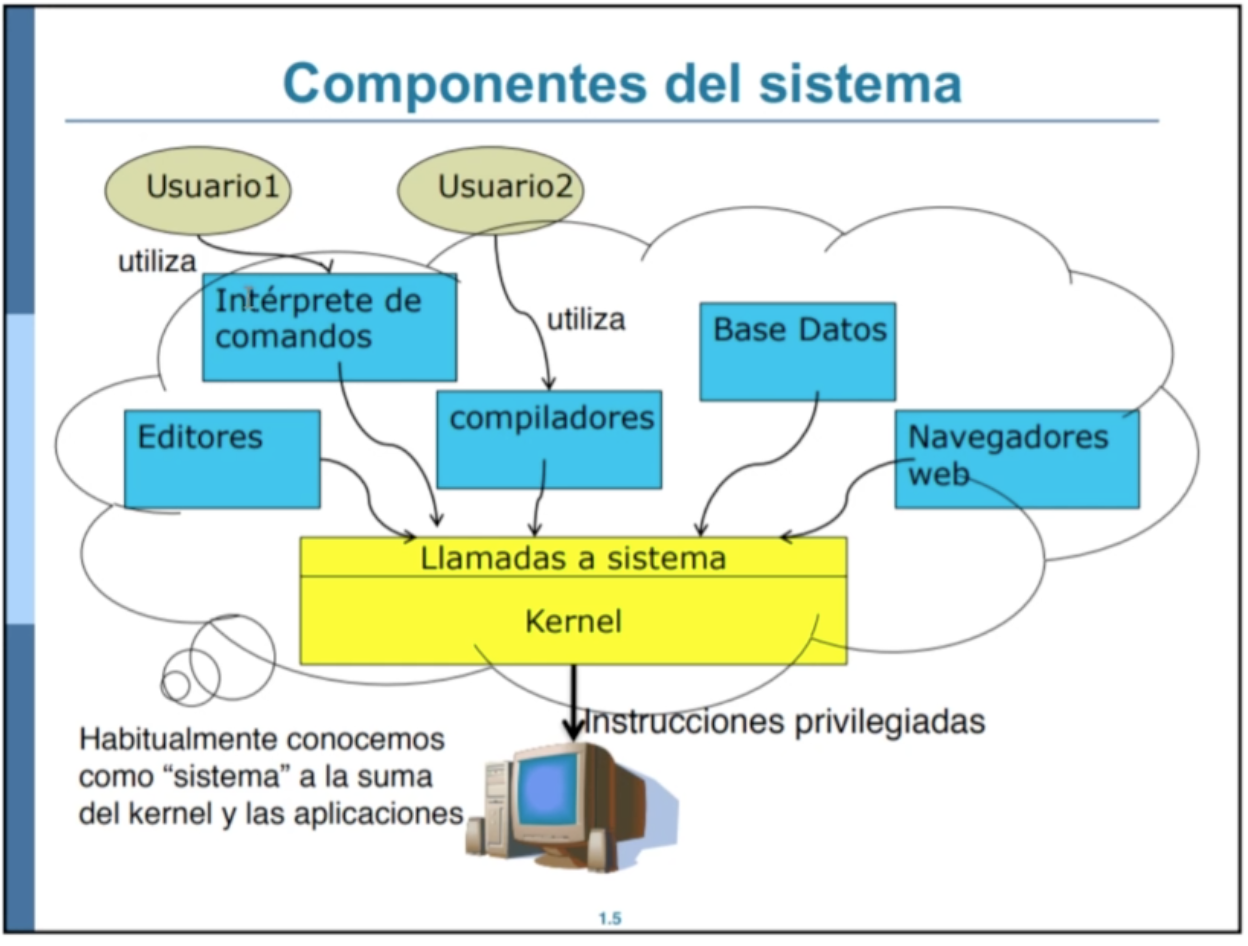 Componentes del sistema
Usuario1
Usuario2
utiliza
Intérprete de
comandos
utiliza
Base Datos
compiladores
Editores
Navegadores
web
Llamadas a sistema
Kernel
Instrucciones privilegiadas
Habitualmente conocemos
como “sistema” a la suma
del kernel y las aplicaciones
1.5